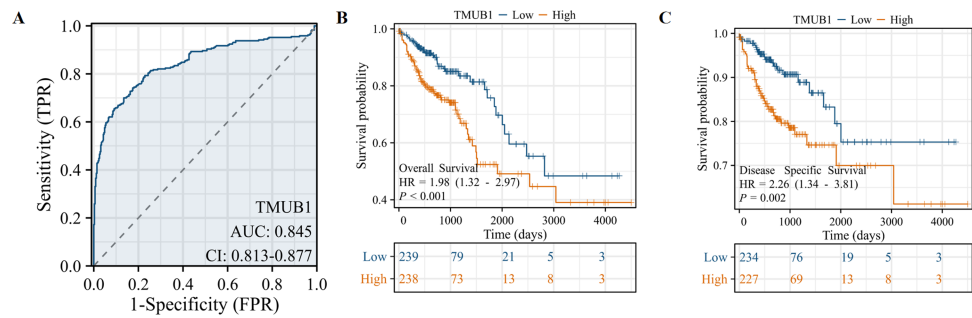 A
Sensitivity (TPR)
1.0
0.8
0.6
0.4
0.2
0.0
TMUB1
AUC: 0.845
CI: 0.813-0.877
0.0 0.2 0.4 0.6 0.8 1.0
1-Specificity (FPR)
B
TMUB1 Low High
Survival probability
1.0
0.8
0.6
0.4
Overall Survival
HR = 1.98 (1.32 - 2.97)
P < 0.001
0 1000 2000 3000 4000
Time (days)
Low 239 79 21 5 3
High 238 73 13 8 3
C
TMUB1 Low High
Survival probability
1.0
0.9
0.8
0.7
Disease Specific Survival
HR = 2.26 (1.34 - 3.81)
P = 0.002
0 1000 2000 3000 4000
Time (days)
Low 234 76 19 5 3
High 227 69 13 8 3